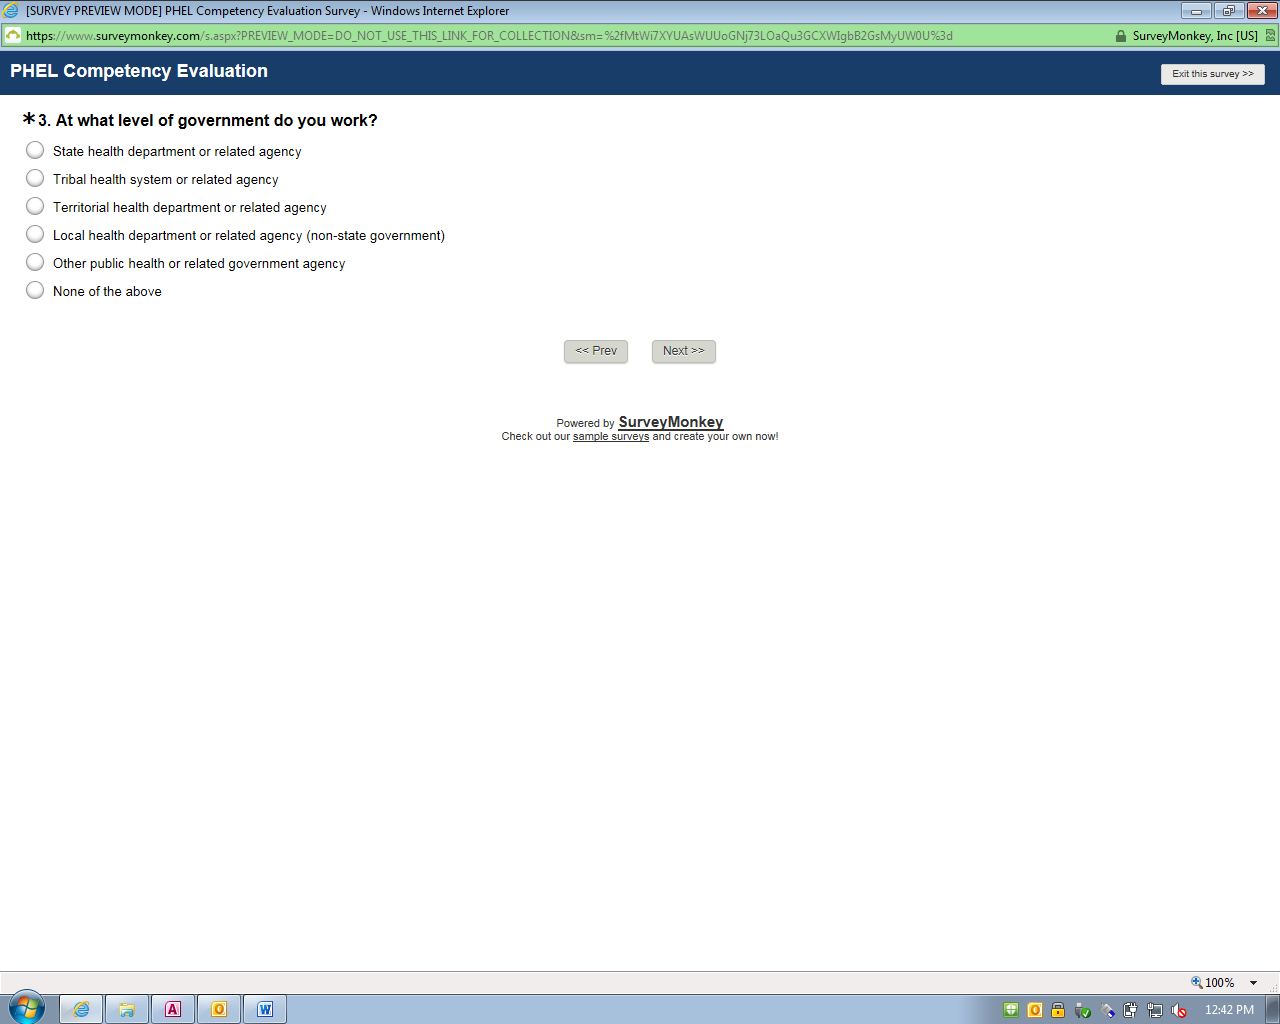 [SURVEY PREVIEW MODE] PHEL Competency Evaluation Survey - Windows Internet Explorer
https://www.surveymonkey.com/s.aspx?PREVIEW_MODE=DO_NOT_USE_THIS_LINK_FOR_COLLECTION&sm=%2fMtWi7XYUAsWUUoGNj73LOaQu3GCXWIgbB2GsMyUW0U%3d
SurveyMonkey, Inc [US]
PHEL Competency Evaluation
Exit this survey >>
*3. At what level of government do you work?
State health department or related agency
Tribal health system or related agency
Territorial health department or related agency
Local health department or related agency (non-state government)
Other public health or related government agency
None of the above
<< Prev
Next >>
Powered by SurveyMonkey
Check out our sample surveys and create your own now!
100%
12:42 PM